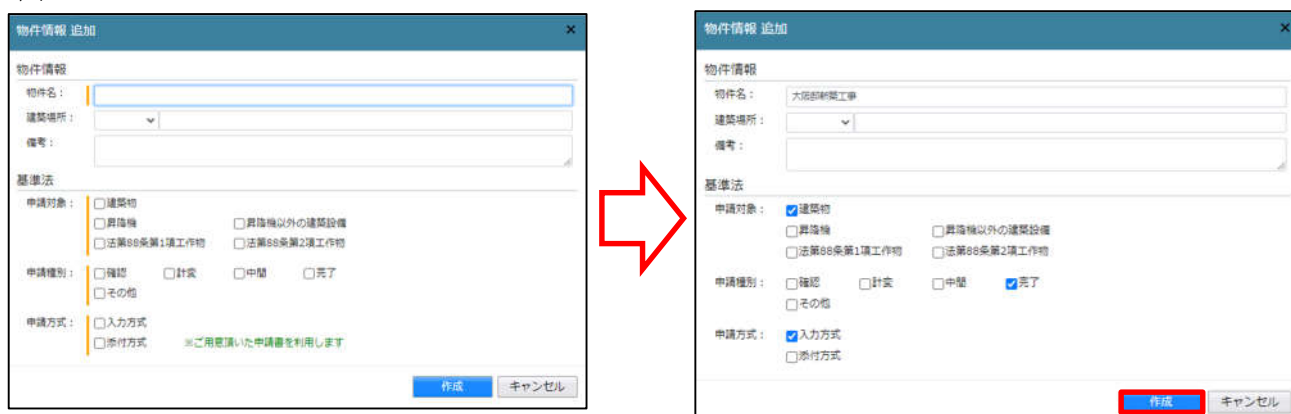 物件情報 追加 ×
物件情報
物件名：
建築場所：
備考：
基準法
申請対象： 建築物
昇降機 昇降機以外の建築設備
法第88条第1項工作物 法第88条第2項工作物
申請種別： 確認 計変 中間 完了
その他
申請方式： 入力方式
添付方式 ※ご用意頂いた申請書を利用します
作成 キャンセル
物件情報 追加 ×
物件情報
物件名： 大阪邸新築工事
建築場所：
備考：
基準法
申請対象： 建築物
昇降機 昇降機以外の建築設備
法第88条第1項工作物 法第88条第2項工作物
申請種別： 確認 計変 中間 完了
その他
申請方式： 入力方式
添付方式
作成 キャンセル